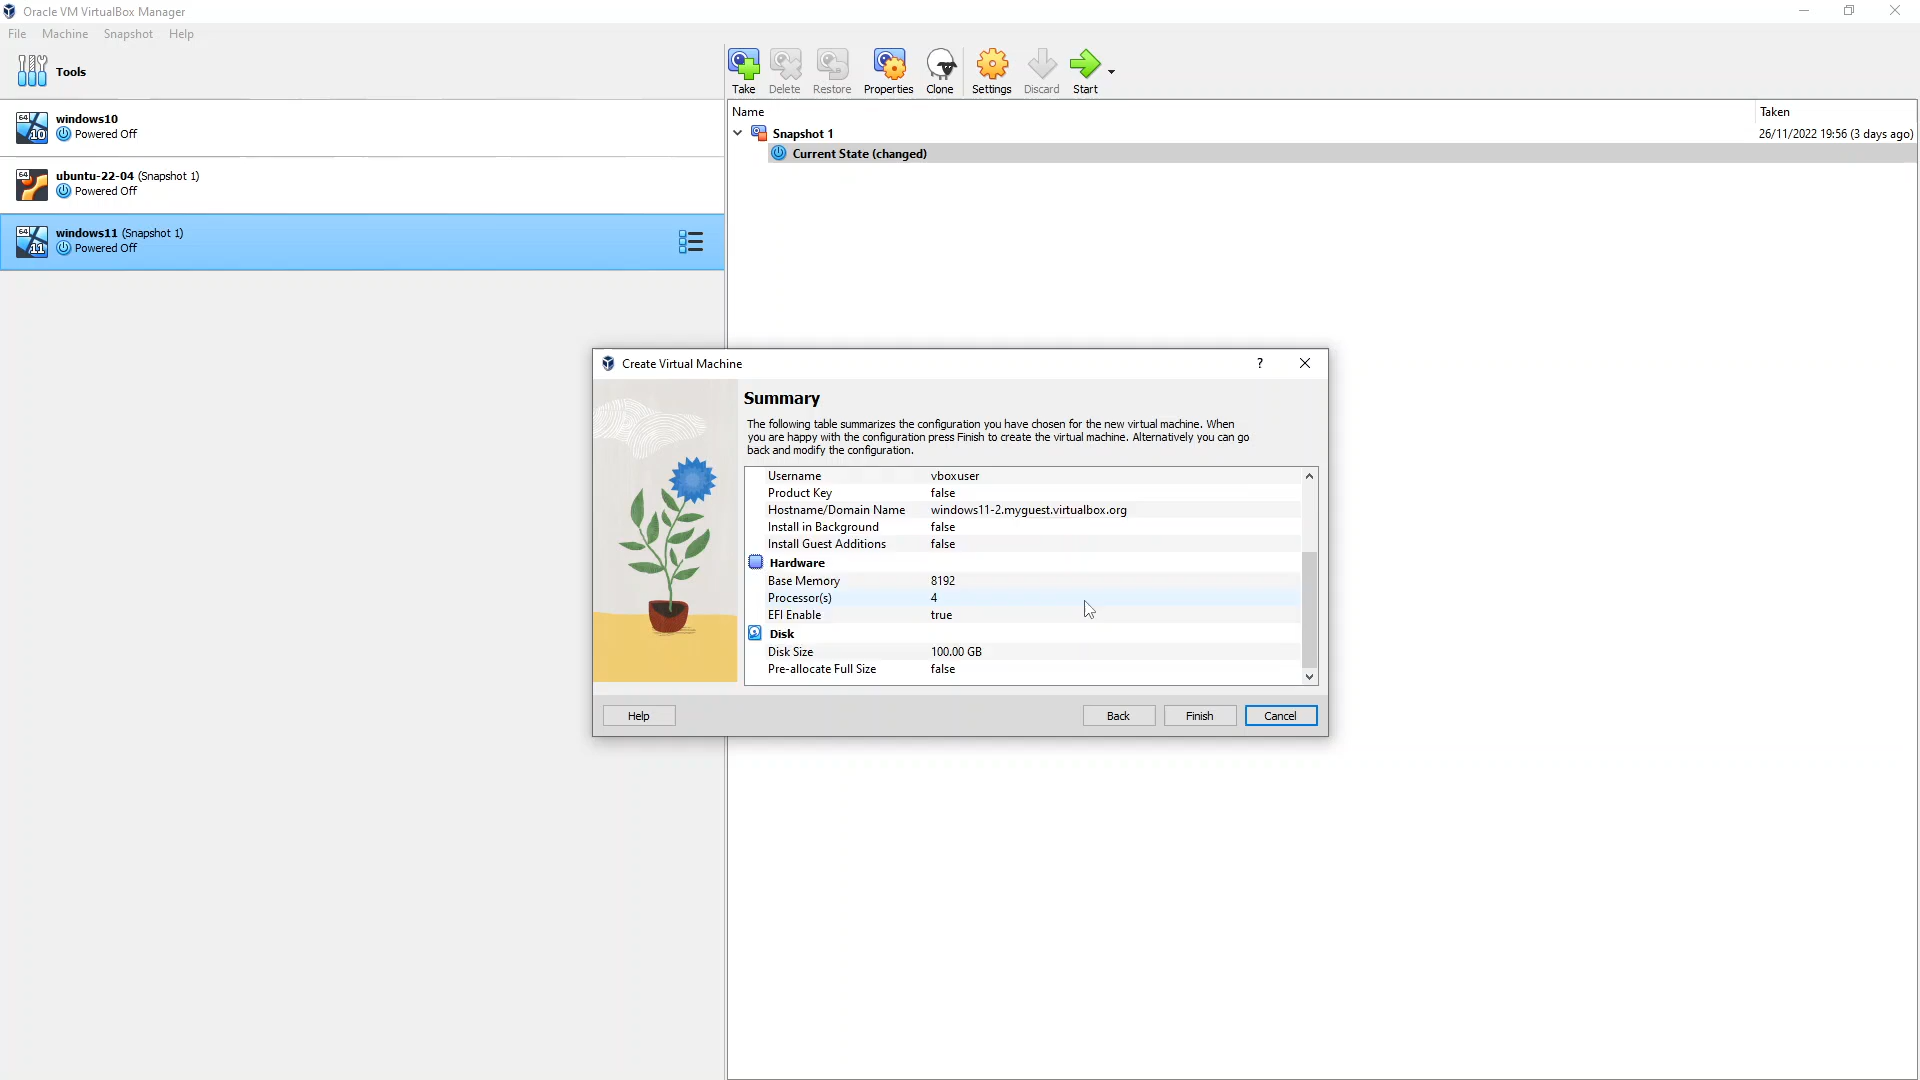 Oracle VM VirtualBox Manager
File Machine Snapshot Help
Tools
Take Delete Restore Properties Clone Settings Discard Start
64 10 windows10
Powered Off
64 ubuntu-22-04 (Snapshot 1)
Powered Off
64 11 windows11 (Snapshot 1)
Powered Off
Name Taken
Snapshot 1 26/11/2022 19:56 (3 days ago)
Current State (changed)
Create Virtual Machine ?
Summary
The following table summarizes the configuration you have chosen for the new virtual machine. When
you are happy with the configuration press Finish to create the virtual machine. Alternatively you can go
back and modify the configuration.
Username vboxuser
Product Key false
Hostname/Domain Name windows11-2.myguest.virtualbox.org
Install in Background false
Install Guest Additions false
Hardware
Base Memory 8192
Processor(s) 4
EFI Enable true
Disk
Disk Size 100.00 GB
Pre-allocate Full Size false
Help Back Finish Cancel